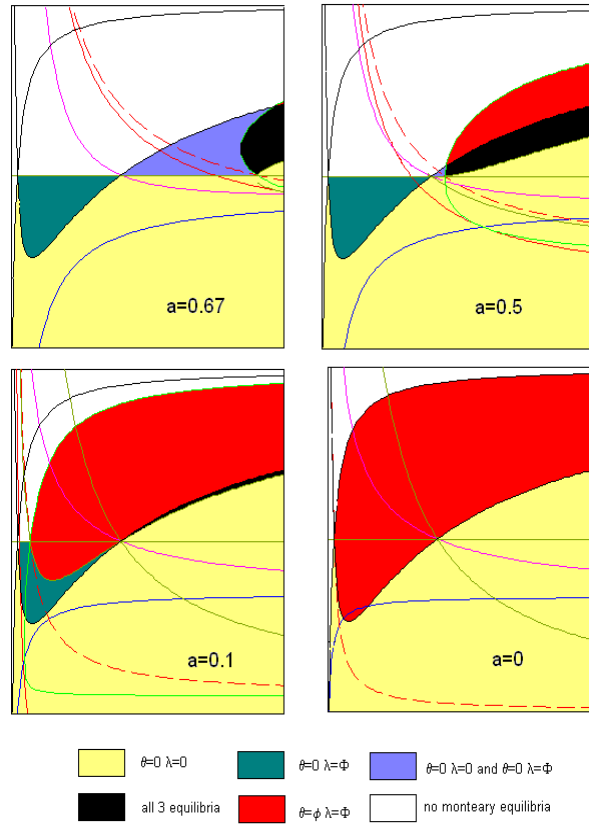 a=0.67
a=0.5
a=0.1
a=0
θ=0 λ=0
θ=0 λ=Φ
θ=0 λ=0 and θ=0 λ=Φ
all 3 equilibria
θ=ϕ λ=Φ
no monteary equilibria